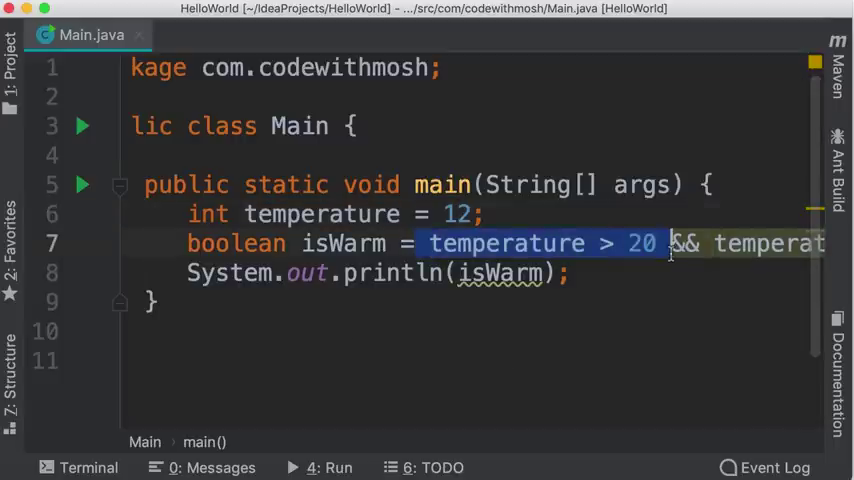 HelloWorld [~/IdeaProjects/HelloWorld] - .../src/com/codewithmosh/Main.java [HelloWorld]
Main.java
1: Project
2: Favorites
7: Structure
1 kage com.codewithmosh;
2
3 lic class Main {
4
5 public static void main(String[] args) {
6 int temperature = 12;
7 boolean isWarm = temperature > 20 && temperat
8 System.out.println(isWarm);
9 }
10
11
m
Maven
Ant Build
Documentation
Main › main()
Terminal 0: Messages 4: Run 6: TODO Event Log